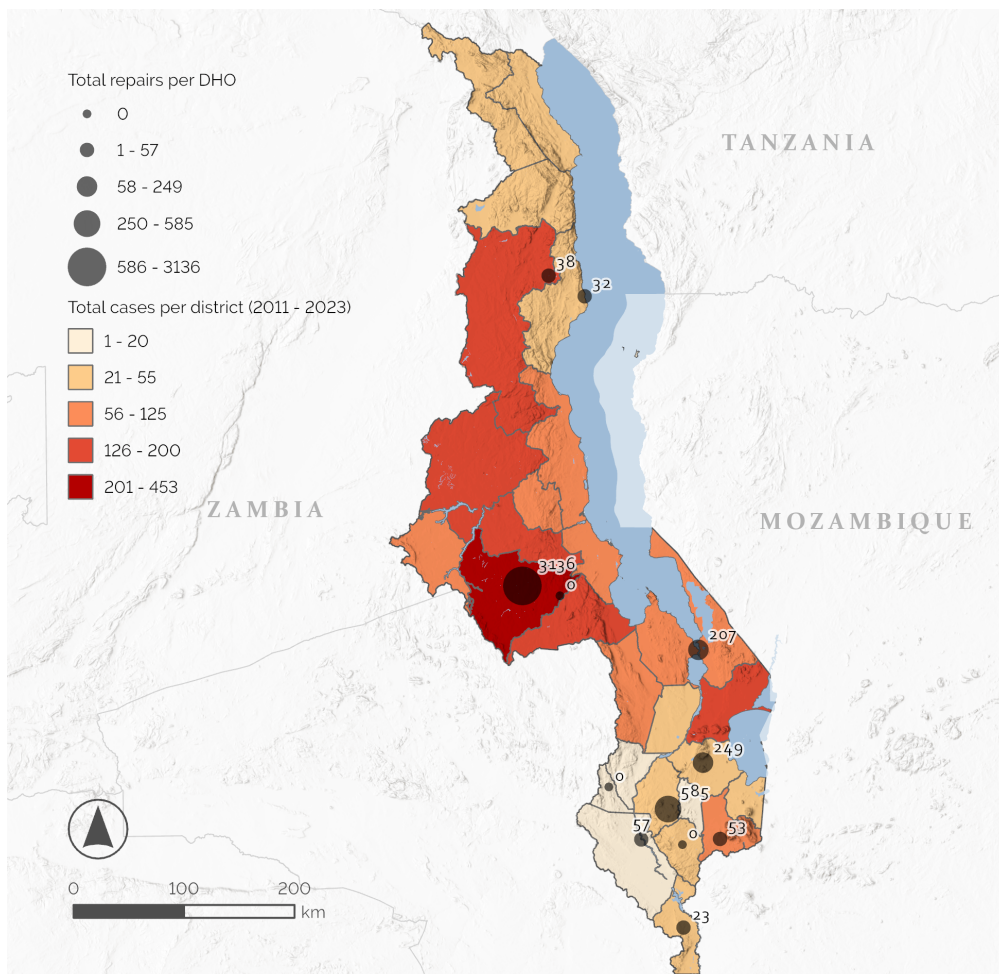 Total repairs per DHO
0
1 - 57
58 - 249
250 - 585
586 - 3136
Total cases per district (2011 - 2023)
1 - 20
21 - 55
56 - 125
126 - 200
201 - 453
TANZANIA
ZAMBIA
MOZAMBIQUE
38
32
3136
0
207
249
0
585
57
0
53
23
0 100 200
km